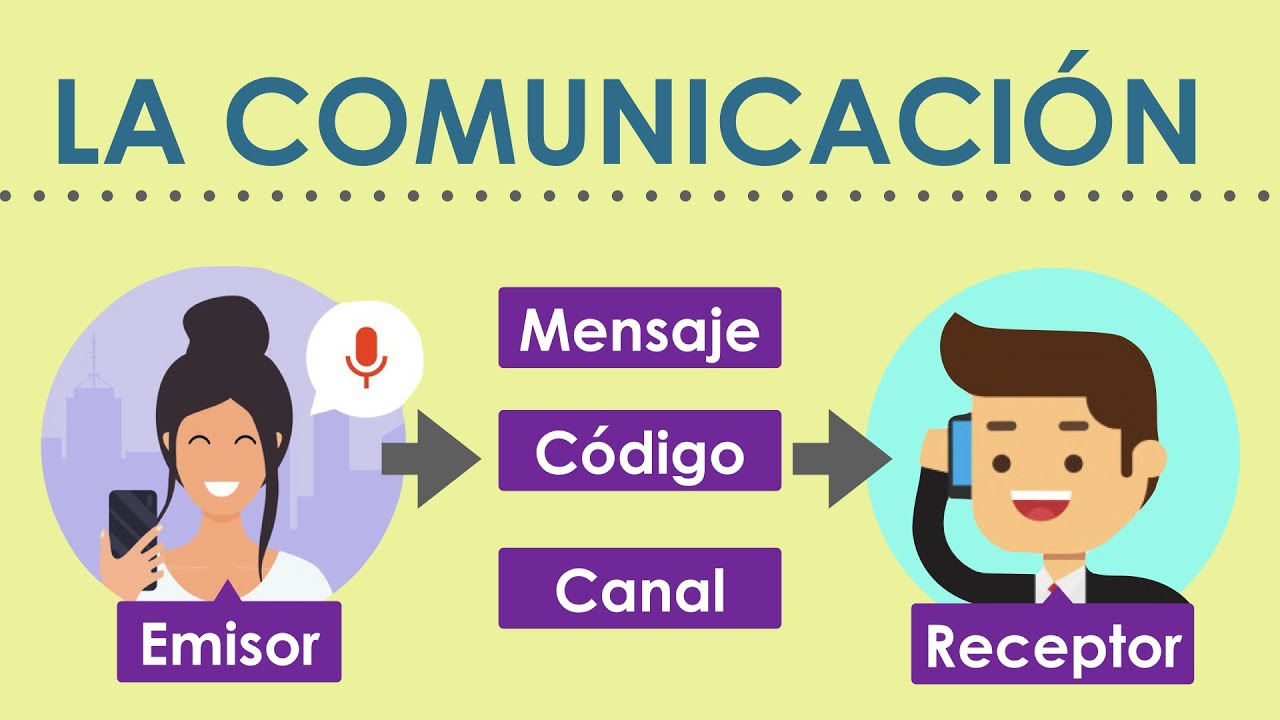 LA COMUNICACIÓN
Mensaje
Código
Canal
Emisor
Receptor